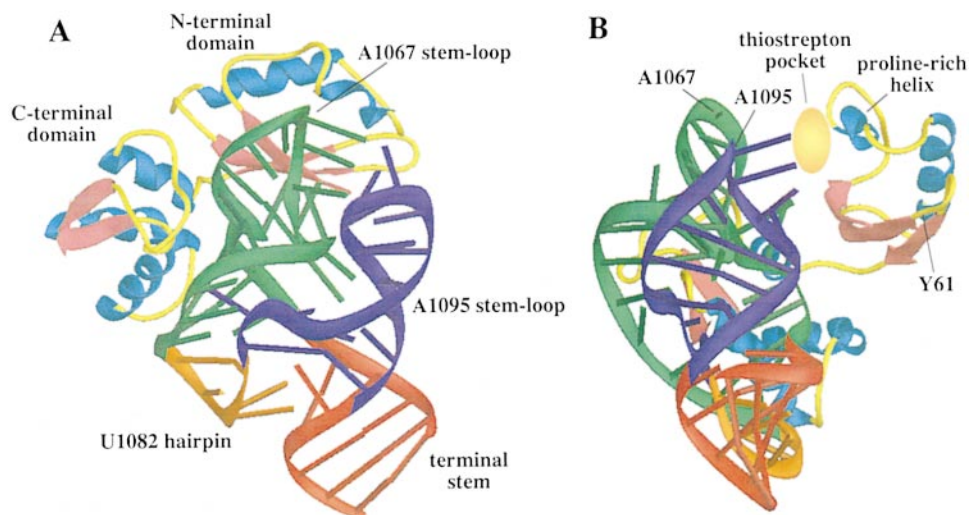 A
N-terminal
domain
A1067 stem-loop
C-terminal
domain
A1095 stem-loop
U1082 hairpin
terminal
stem
B
thiostrepton
pocket
proline-rich
helix
A1067
A1095
Y61